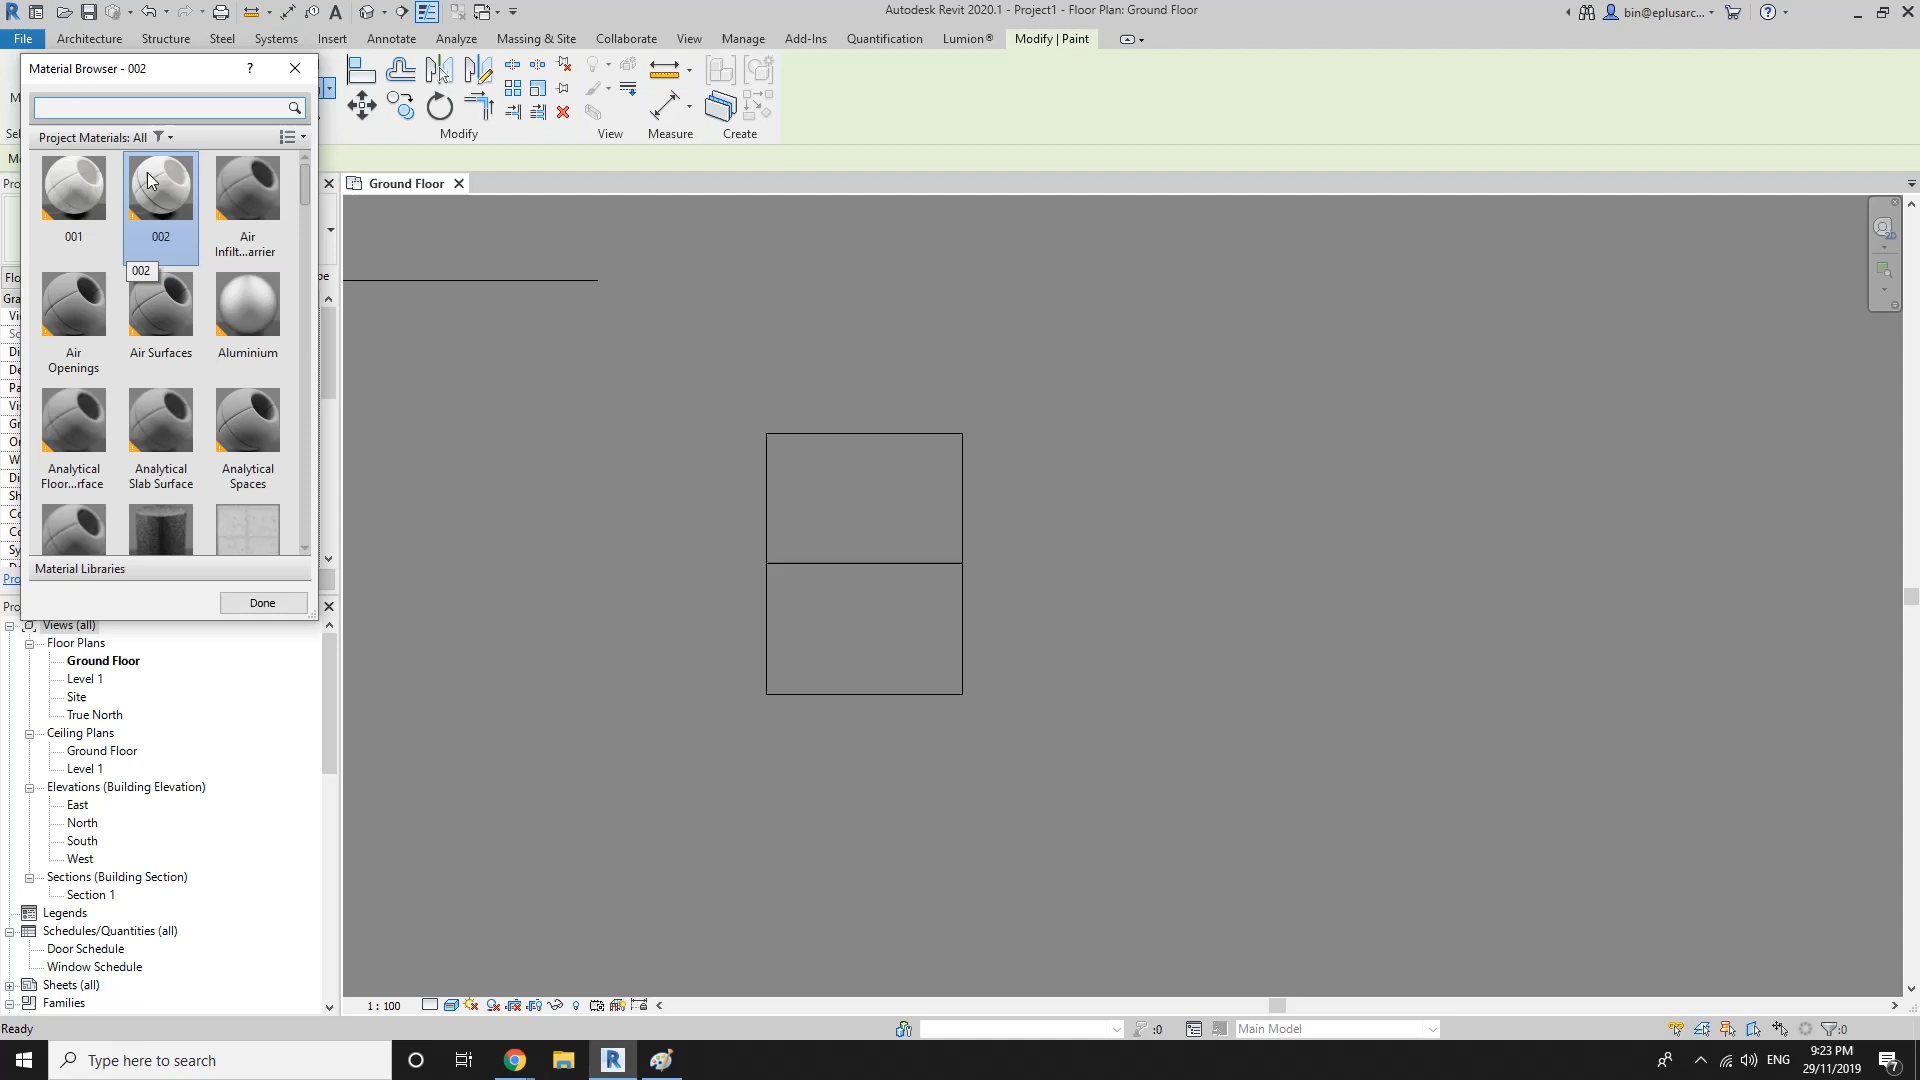 Autodesk Revit 2020.1 - Project1 - Floor Plan: Ground Floor
bin@eplusarc...
File Architecture Structure Steel Systems Insert Annotate Analyze Massing & Site Collaborate View Manage Add-Ins Quantification Lumion® Modify | Paint
Material Browser - 002
?
Modify View Measure Create
Project Materials: All
Ground Floor
001 002 Air
Infilt...arrier
002
Air Air Surfaces Aluminium
Openings
Analytical Analytical Analytical
Floor...rface Slab Surface Spaces
Material Libraries
Done
Views (all)
Floor Plans
Ground Floor
Level 1
Site
True North
Ceiling Plans
Ground Floor
Level 1
Elevations (Building Elevation)
East
North
South
West
Sections (Building Section)
Section 1
Legends
Schedules/Quantities (all)
Door Schedule
Window Schedule
Sheets (all)
Families
1 : 100
Ready
:0
Main Model
:0
Type here to search
ENG
9:23 PM
29/11/2019
7